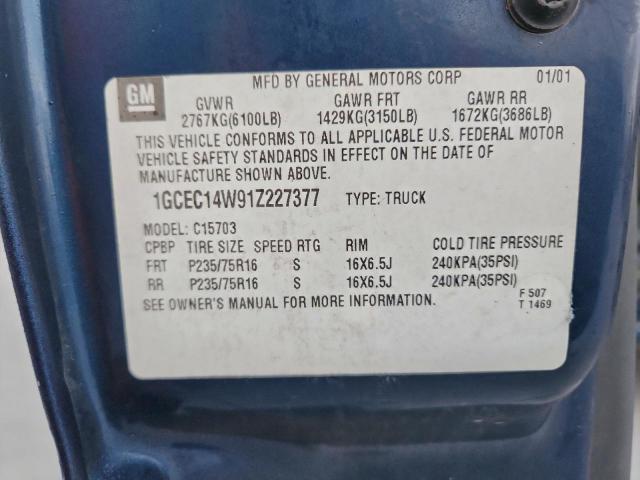 GM
MFD BY GENERAL MOTORS CORP 01/01
GVWR GAWR FRT GAWR RR
2767KG(6100LB) 1429KG(3150LB) 1672KG(3686LB)
THIS VEHICLE CONFORMS TO ALL APPLICABLE U.S. FEDERAL MOTOR
VEHICLE SAFETY STANDARDS IN EFFECT ON THE DATE OF
MANUFACTURE SHOWN ABOVE.
1GCEC14W91Z227377 TYPE: TRUCK
MODEL: C15703
CPBP TIRE SIZE SPEED RTG RIM COLD TIRE PRESSURE
FRT P235/75R16 S 16X6.5J 240KPA(35PSI)
RR P235/75R16 S 16X6.5J 240KPA(35PSI)
SEE OWNER'S MANUAL FOR MORE INFORMATION. F 507
T 1469